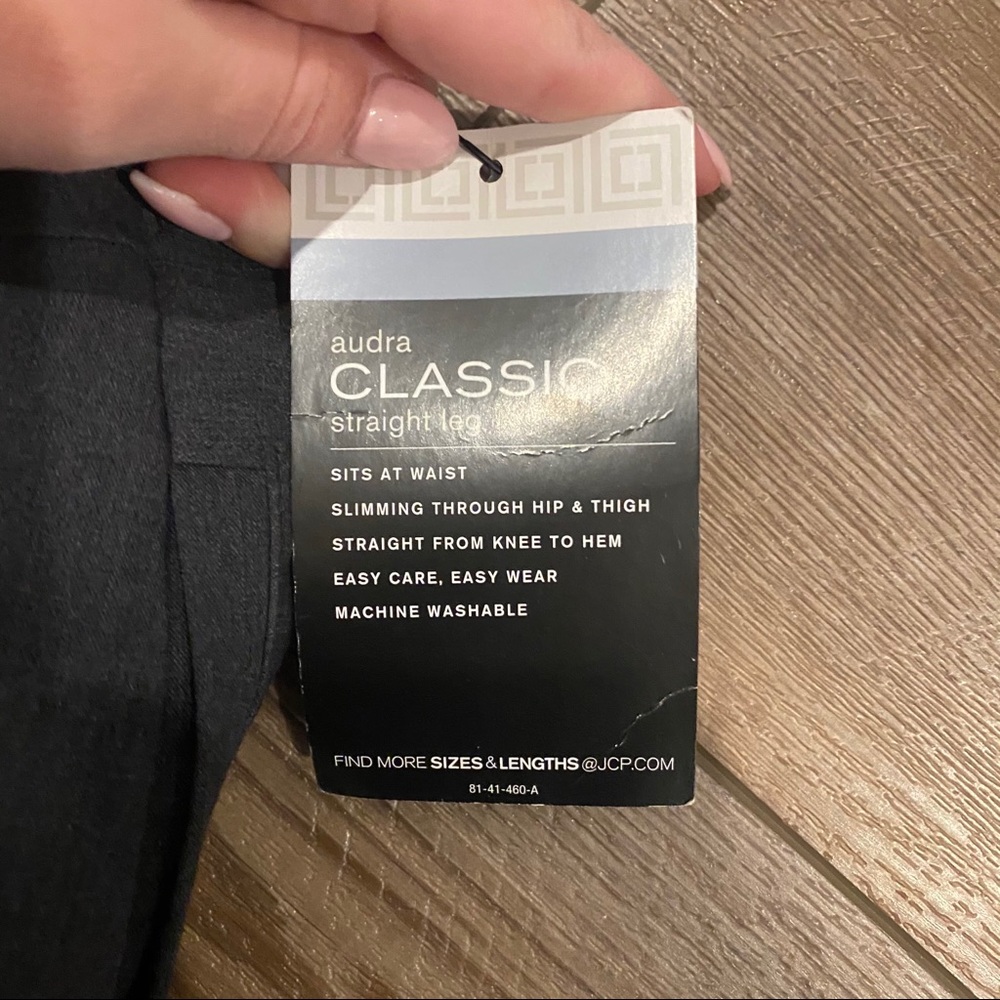 audra
CLASSIC
straight leg
SITS AT WAIST
SLIMMING THROUGH HIP & THIGH
STRAIGHT FROM KNEE TO HEM
EASY CARE, EASY WEAR
MACHINE WASHABLE
FIND MORE SIZES & LENGTHS @JCP.COM
81-41-460-A